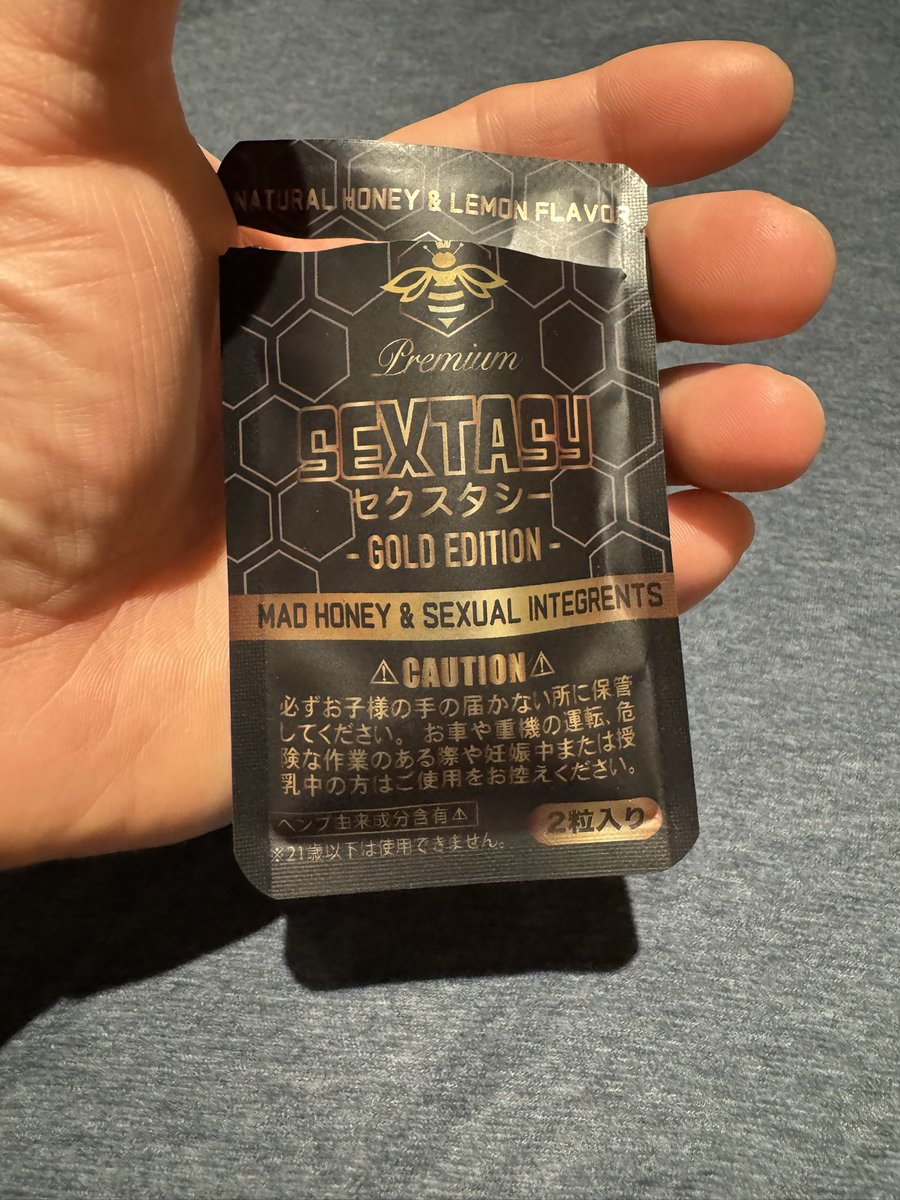 NATURAL HONEY & LEMON FLAVOR
Premium
SEXTASY
セクスタシー
- GOLD EDITION -
MAD HONEY & SEXUAL INTEGRENTS
⚠CAUTION⚠
必ずお子様の手の届かない所に保管
してください。 お車や重機の運転、危
険な作業のある際や妊娠中または授
乳中の方はご使用をお控えください。
ヘンプ由来成分含有⚠
2粒入り
※21歳以下は使用できません。